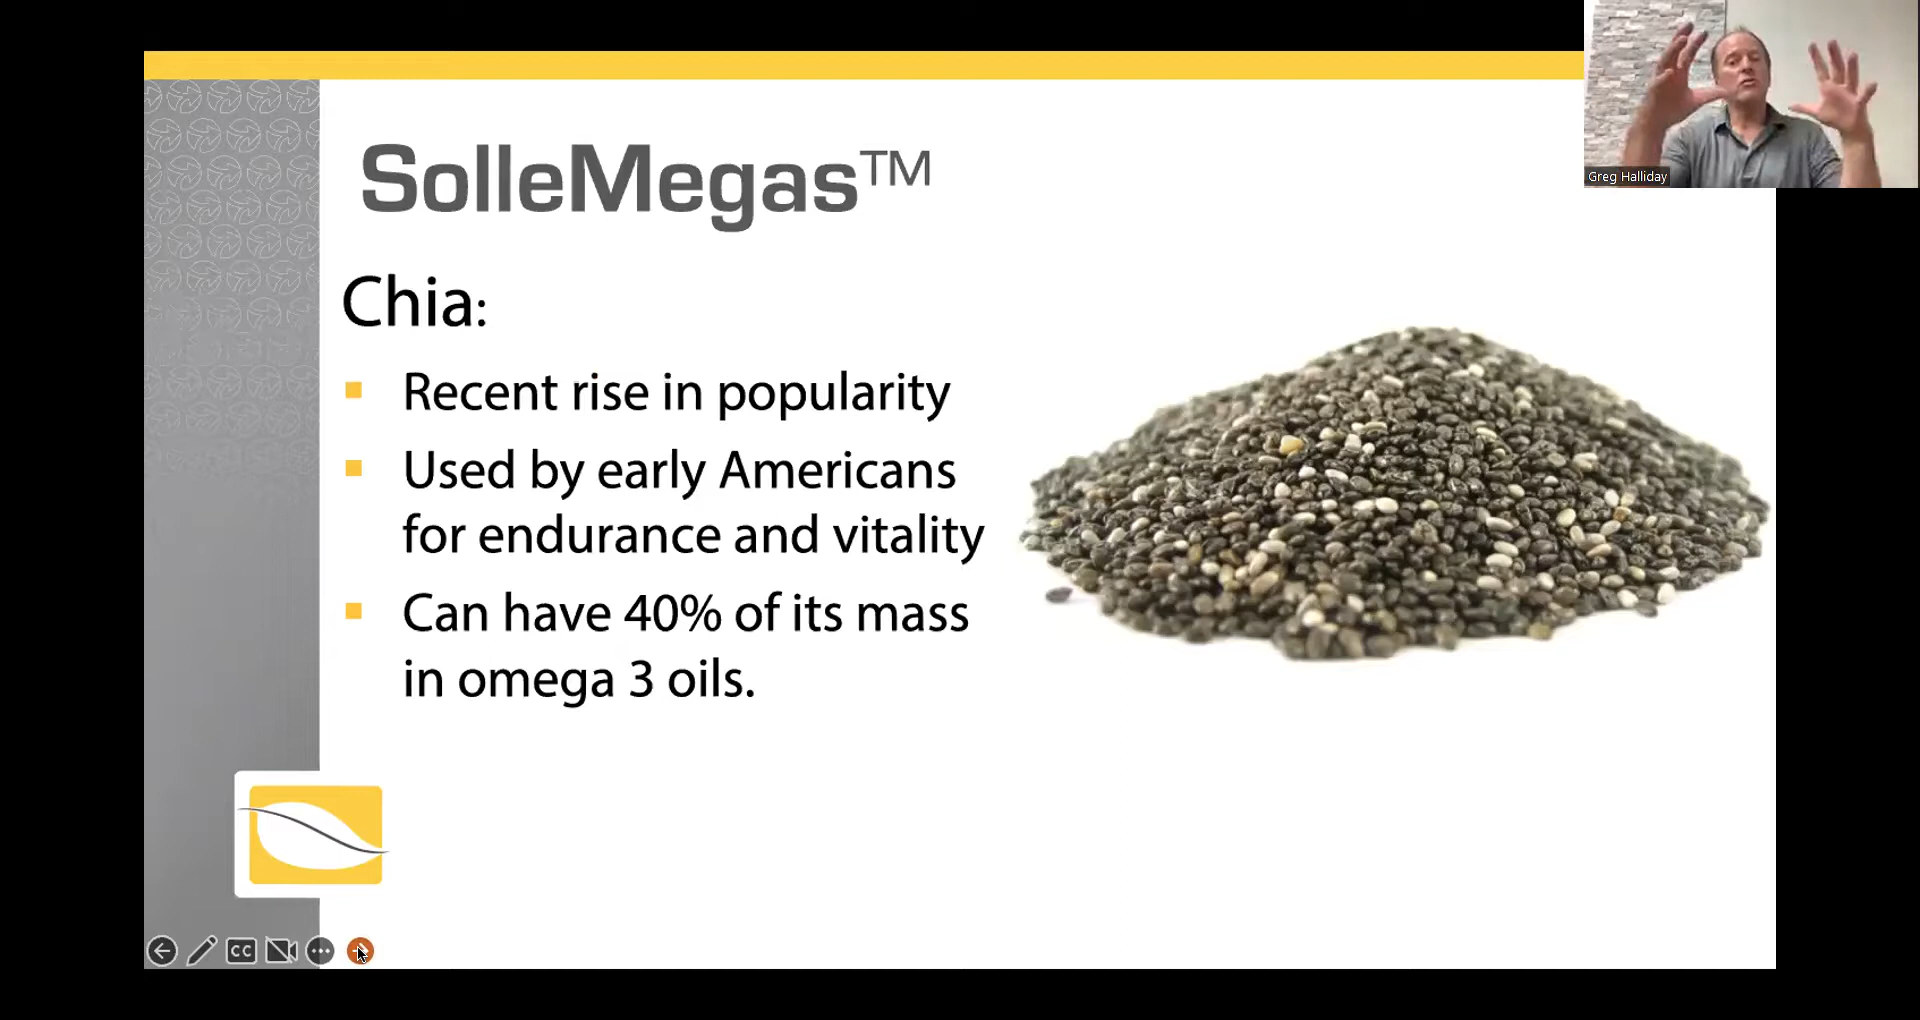 Greg Halliday
SolleMegas™
Chia:
Recent rise in popularity
Used by early Americans
for endurance and vitality
Can have 40% of its mass
in omega 3 oils.
CC